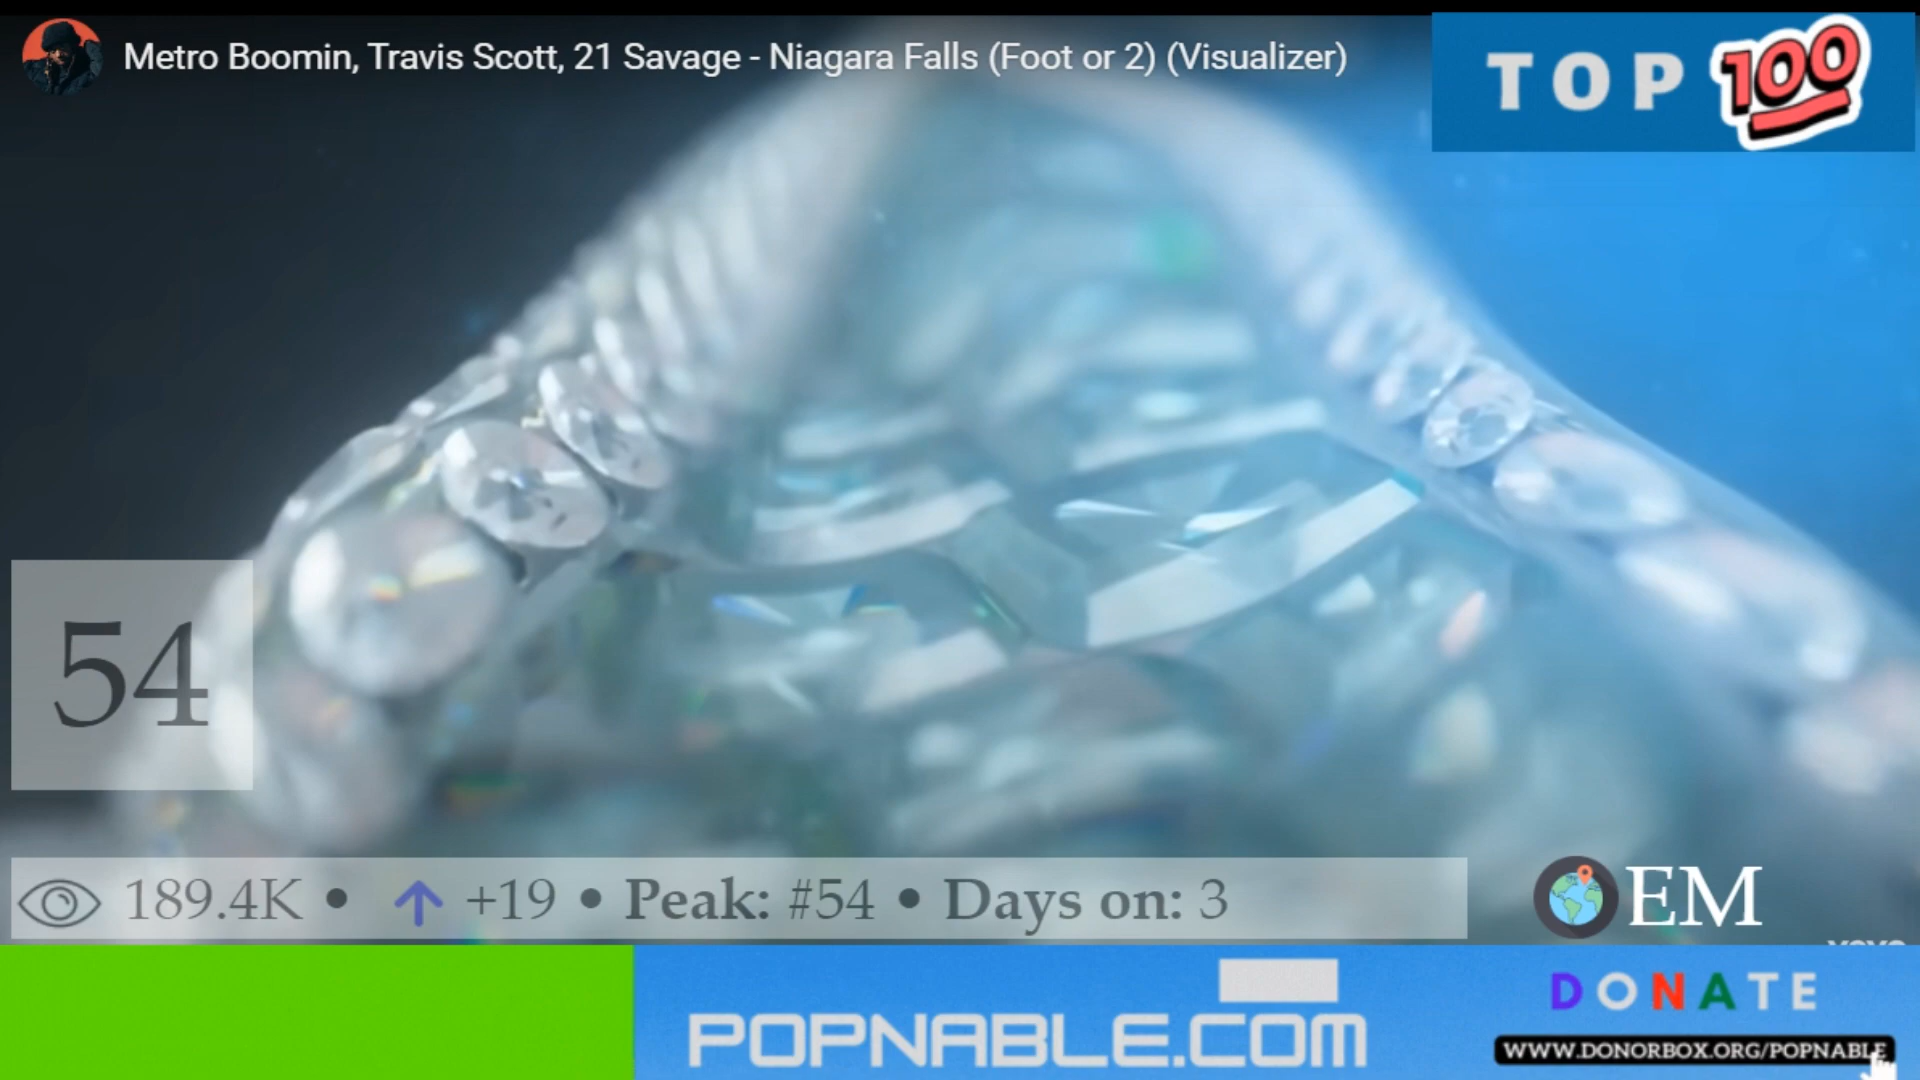 Metro Boomin, Travis Scott, 21 Savage - Niagara Falls (Foot or 2) (Visualizer)
TOP 100
54
189.4K • +19 • Peak: #54 • Days on: 3
EM
vevo
POPNABLE.COM
DONATE
WWW.DONORBOX.ORG/POPNABLE